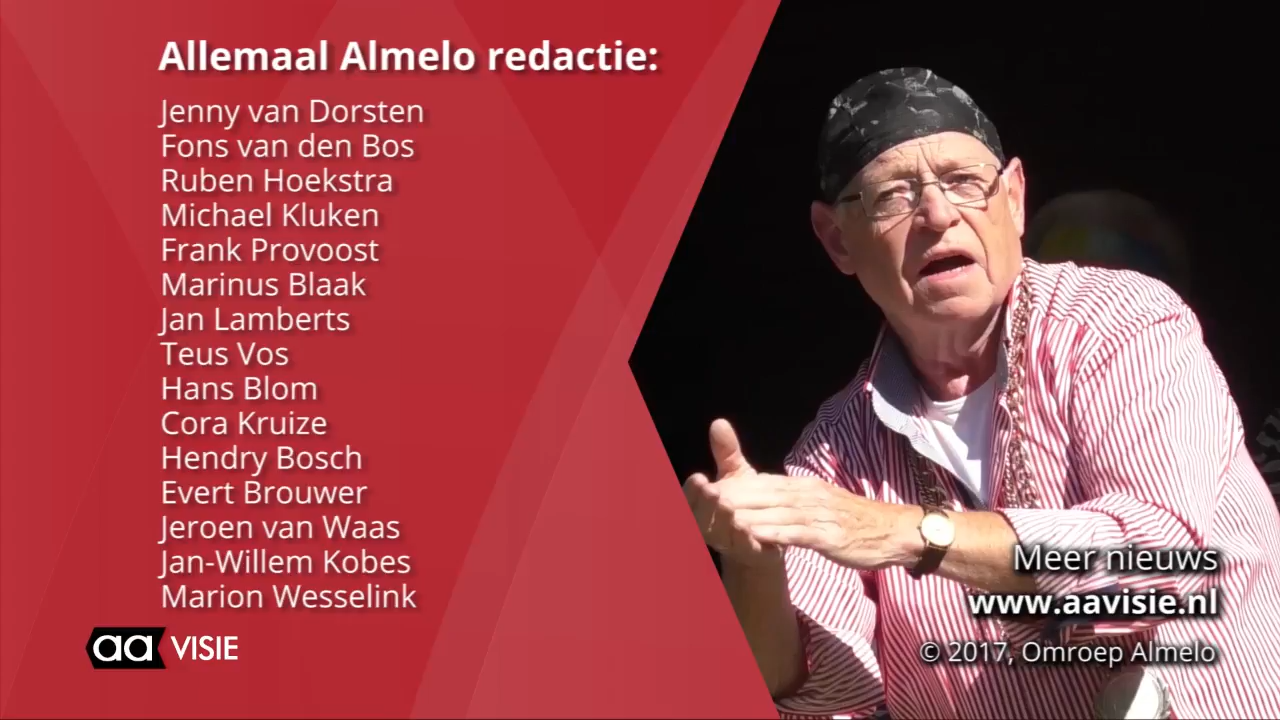 Allemaal Almelo redactie:
Jenny van Dorsten
Fons van den Bos
Ruben Hoekstra
Michael Kluken
Frank Provoost
Marinus Blaak
Jan Lamberts
Teus Vos
Hans Blom
Cora Kruize
Hendry Bosch
Evert Brouwer
Jeroen van Waas
Jan-Willem Kobes
Marion Wesselink
aa VISIE
Meer nieuws
www.aavisie.nl
© 2017, Omroep Almelo